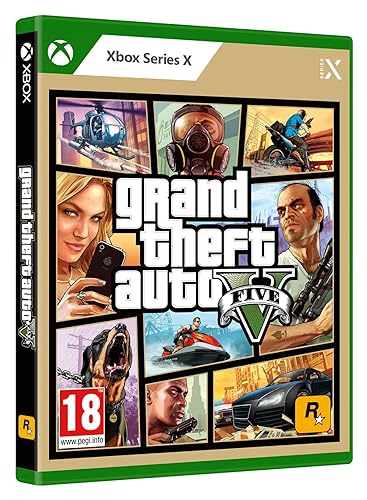 XBOX
grand theft auto V
Xbox Series X
SERIES X
grand
theft
auto
V
FIVE
18
www.pegi.info
R